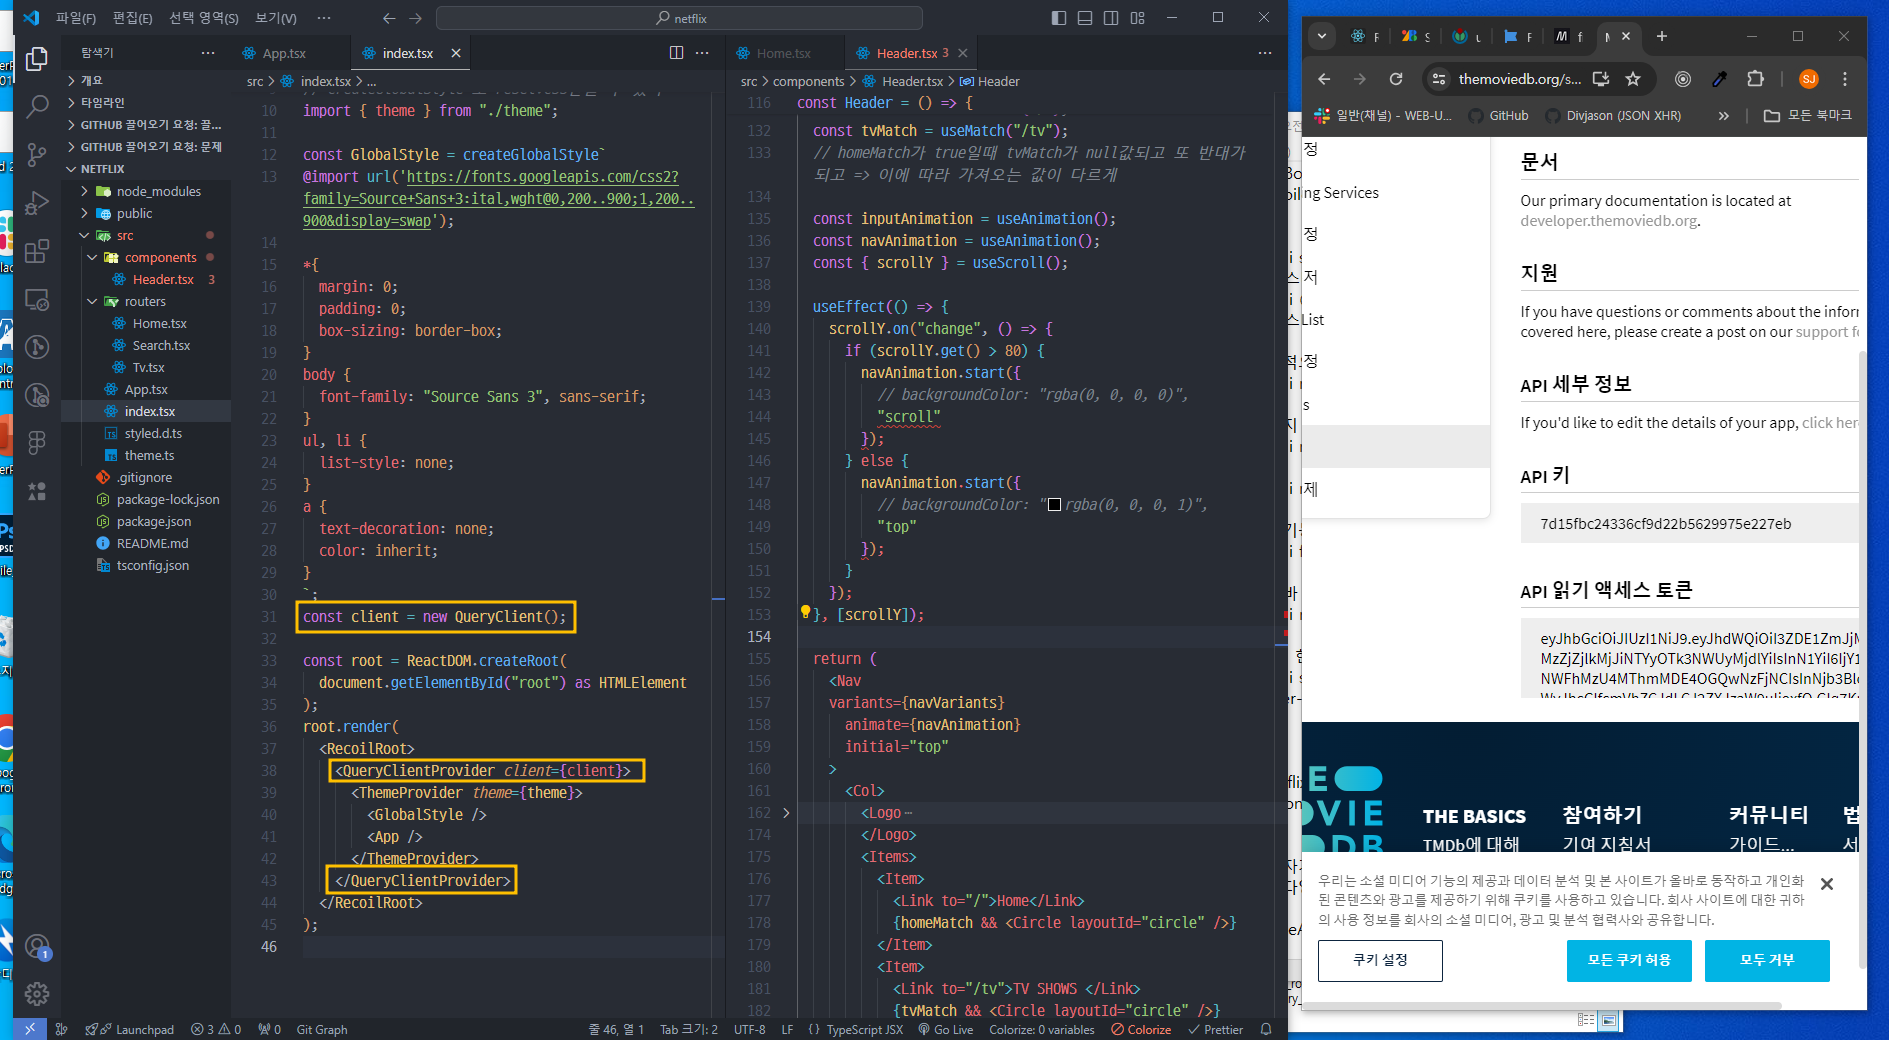 파일(F) 편집(E) 선택 영역(S) 보기(V) ···
netflix
탐색기
개요
타임라인
GITHUB 끌어오기 요청: 끌...
GITHUB 끌어오기 요청: 문제
NETFLIX
node_modules
public
src
components
Header.tsx 3
routers
Home.tsx
Search.tsx
Tv.tsx
App.tsx
index.tsx
styled.d.ts
theme.ts
.gitignore
package-lock.json
package.json
README.md
tsconfig.json
App.tsx index.tsx
src > index.tsx > ...
10 import { theme } from "./theme";
11
12 const GlobalStyle = createGlobalStyle`
13 @import url('https://fonts.googleapis.com/css2?
family=Source+Sans+3:ital,wght@0,200..900;1,200..
900&display=swap');
14
15 *{
16 margin: 0;
17 padding: 0;
18 box-sizing: border-box;
19 }
20 body {
21 font-family: "Source Sans 3", sans-serif;
22 }
23 ul, li {
24 list-style: none;
25 }
26 a {
27 text-decoration: none;
28 color: inherit;
29 }
30 `;
31 const client = new QueryClient();
32
33 const root = ReactDOM.createRoot(
34 document.getElementById("root") as HTMLElement
35 );
36 root.render(
37 <RecoilRoot>
38 <QueryClientProvider client={client}>
39 <ThemeProvider theme={theme}>
40 <GlobalStyle />
41 <App />
42 </ThemeProvider>
43 </QueryClientProvider>
44 </RecoilRoot>
45 );
46
Home.tsx Header.tsx 3
src > components > Header.tsx > Header
116 const Header = () => {
132 const tvMatch = useMatch("/tv");
133 // homeMatch가 true일때 tvMatch가 null값되고 또 반대가
되고 => 이에 따라 가져오는 값이 다르게
134
135 const inputAnimation = useAnimation();
136 const navAnimation = useAnimation();
137 const { scrollY } = useScroll();
138
139 useEffect(() => {
140 scrollY.on("change", () => {
141 if (scrollY.get() > 80) {
142 navAnimation.start({
143 // backgroundColor: "rgba(0, 0, 0, 0)",
144 "scroll"
145 });
146 } else {
147 navAnimation.start({
148 // backgroundColor: "rgba(0, 0, 0, 1)",
149 "top"
150 });
151 }
152 });
153 }, [scrollY]);
154
155 return (
156 <Nav
157 variants={navVariants}
158 animate={navAnimation}
159 initial="top"
160 >
161 <Col>
162 <Logo ···
174 </Logo>
175 <Items>
176 <Item>
177 <Link to="/">Home</Link>
178 {homeMatch && <Circle layoutId="circle" />}
179 </Item>
180 <Item>
181 <Link to="/tv">TV SHOWS </Link>
182 {tvMatch && <Circle layoutId="circle" />}
Launchpad 3 0 0 Git Graph
줄 46, 열 1 Tab 크기: 2 UTF-8 LF {} TypeScript JSX Go Live Colorize: 0 variables Colorize Prettier
themoviedb.org/s... SJ
일반(채널) - WEB-U... GitHub Divjason (JSON XHR) » 모든 북마크
정
ing Services
정
저
List
정
s
제
문서
Our primary documentation is located at
developer.themoviedb.org.
지원
If you have questions or comments about the infor
covered here, please create a post on our support f
API 세부 정보
If you'd like to edit the details of your app, click her
API 키
7d15fbc24336cf9d22b5629975e227eb
API 읽기 액세스 토큰
eyJhbGciOiJIUzI1NiJ9.eyJhdWQiOiI3ZDE1ZmJjM
MzZjZjlkMjJiNTYyOTk3NWUyMjdlYiIsInN1YiI6IjY1
NWFhMzU4MThmMDE4OGQwNzFjNCIsInNjb3Blc
THE BASICS 참여하기 커뮤니티 법
TMDb에 대해 기여 지침서 가이드... 서
우리는 소셜 미디어 기능의 제공과 데이터 분석 및 본 사이트가 올바로 동작하고 개인화
된 콘텐츠와 광고를 제공하기 위해 쿠키를 사용하고 있습니다. 회사 사이트에 대한 귀하
의 사용 정보를 회사의 소셜 미디어, 광고 및 분석 협력사와 공유합니다.
쿠키 설정 모든 쿠키 허용 모두 거부